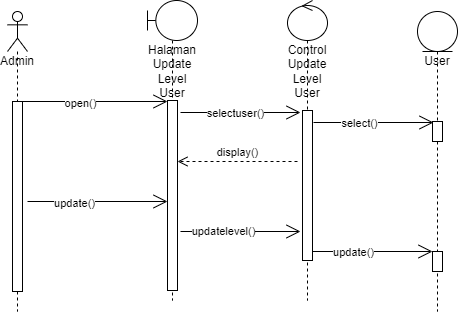 Admin
Halaman
Update
Level
User
Control
Update
Level
User
User
open()
selectuser()
select()
display()
update()
updatelevel()
update()